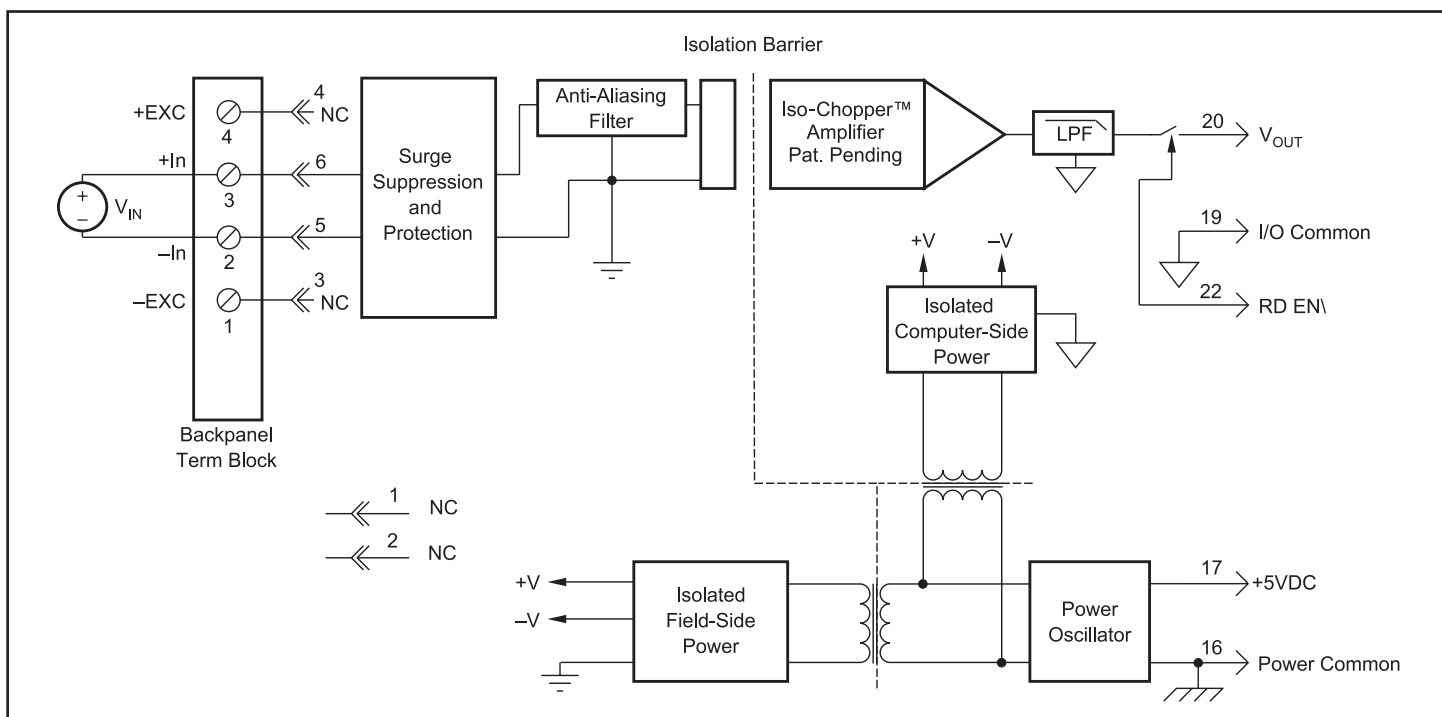 Isolation Barrier
+EXC
4
4
NC
+In
3
6
+
–
V_IN
–In
2
5
–EXC
1
3
NC
Backpanel
Term Block
Surge
Suppression
and
Protection
Anti-Aliasing
Filter
Iso-Chopper™
Amplifier
Pat. Pending
LPF
20
V_OUT
19
I/O Common
22
RD EN\
+V
–V
Isolated
Computer-Side
Power
1
NC
2
NC
+V
–V
Isolated
Field-Side
Power
Power
Oscillator
17
+5VDC
16
Power Common